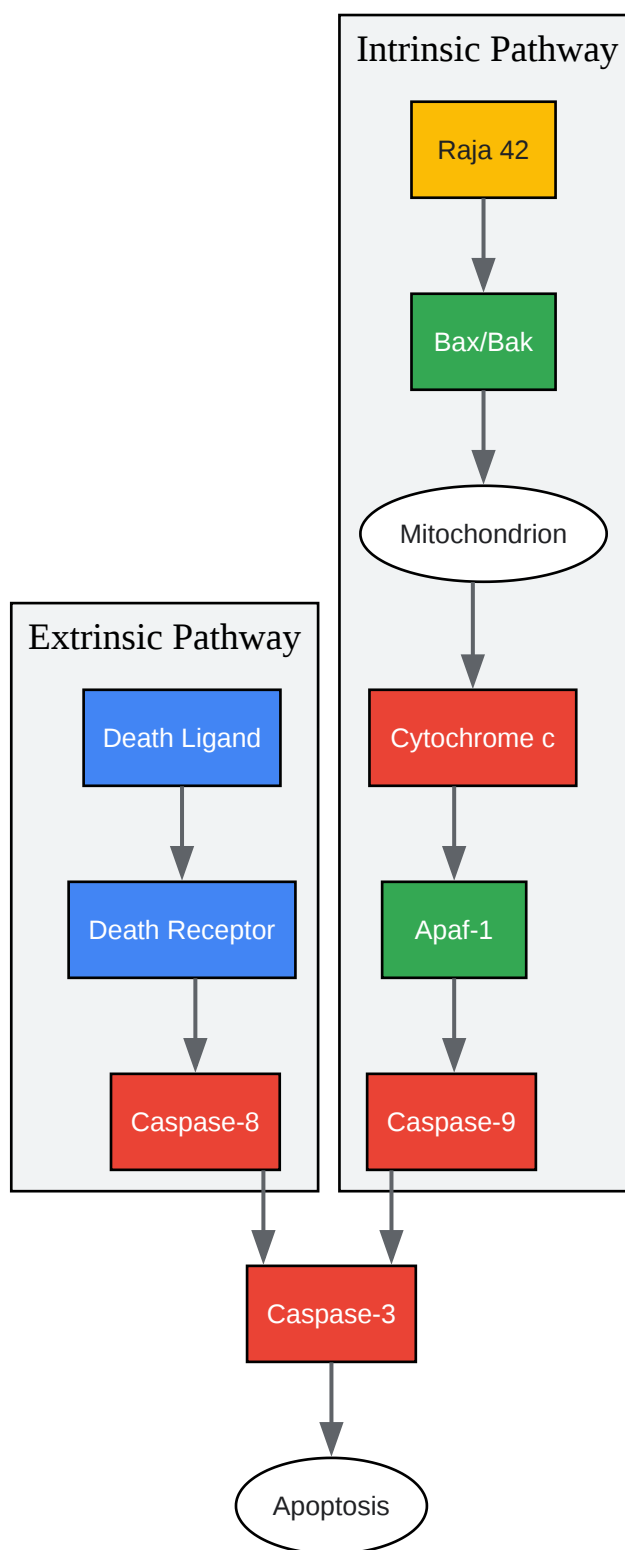 Intrinsic Pathway
Raja 42
Bax/Bak
Mitochondrion
Extrinsic Pathway
Death Ligand
Cytochrome c
Death Receptor
Apaf-1
Caspase-8
Caspase-9
Caspase-3
Apoptosis